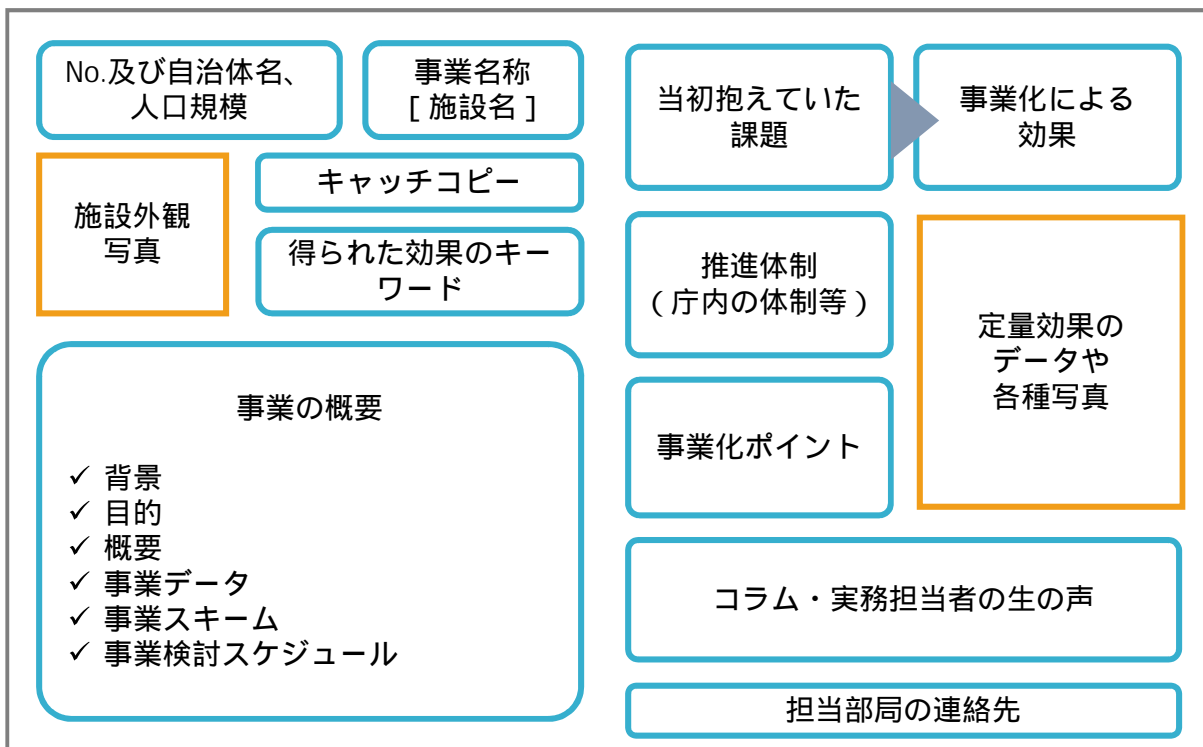 No.及び自治体名、
人口規模
事業名称
[ 施設名 ]
施設外観
写真
キャッチコピー
得られた効果のキー
ワード
事業の概要
✓ 背景
✓ 目的
✓ 概要
✓ 事業データ
✓ 事業スキーム
✓ 事業検討スケジュール
当初抱えていた
課題
事業化による
効果
推進体制
（庁内の体制等）
事業化ポイント
定量効果の
データや
各種写真
コラム・実務担当者の生の声
担当部局の連絡先